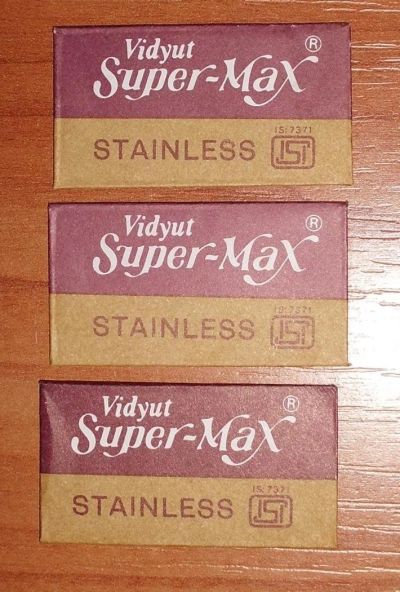 Vidyut ®
Super-Max
IS:7371
STAINLESS ISI
Vidyut ®
Super-Max
IS:7371
STAINLESS ISI
Vidyut ®
Super-Max
IS:7371
STAINLESS ISI